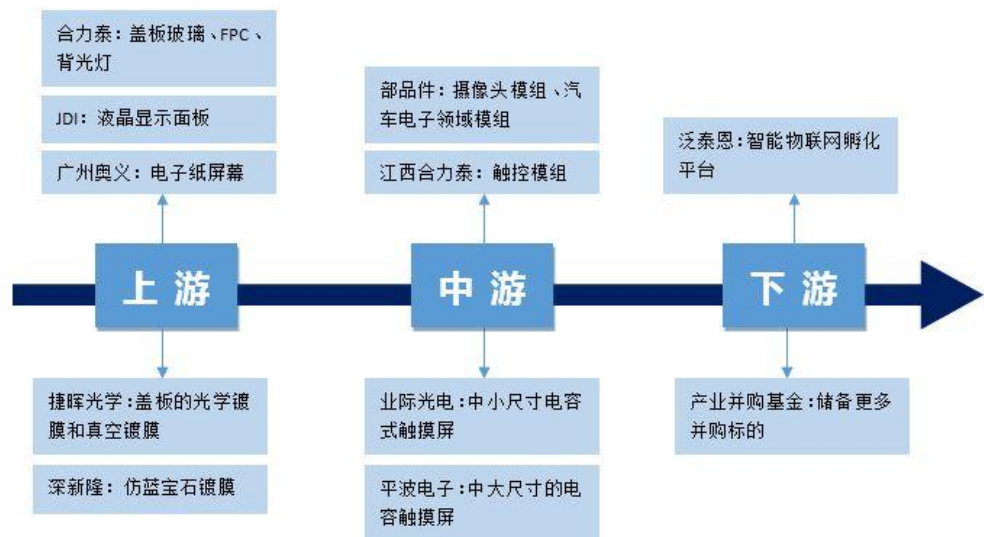 合力泰：盖板玻璃、FPC、
背光灯
JDI：液晶显示面板
广州奥义：电子纸屏幕
部品件：摄像头模组、汽
车电子领域模组
江西合力泰：触控模组
泛泰恩：智能物联网孵化
平台
上游
中游
下游
捷晖光学：盖板的光学镀
膜和真空镀膜
深新隆：仿蓝宝石镀膜
业际光电：中小尺寸电容
式触摸屏
平波电子：中大尺寸的电
容触摸屏
产业并购基金：储备更多
并购标的